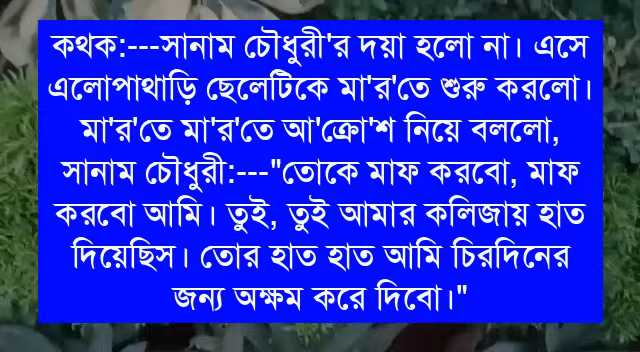 কথক:---সানাম চৌধুরী'র দয়া হলো না। এসে
এলোপাথাড়ি ছেলেটিকে মা'র'তে শুরু করলো।
মা'র'তে মা'র'তে আ'ক্রো'শ নিয়ে বললো,
সানাম চৌধুরী:---"তোকে মাফ করবো, মাফ
করবো আমি। তুই, তুই আমার কলিজায় হাত
দিয়েছিস। তোর হাত হাত আমি চিরদিনের
জন্য অক্ষম করে দিবো।"